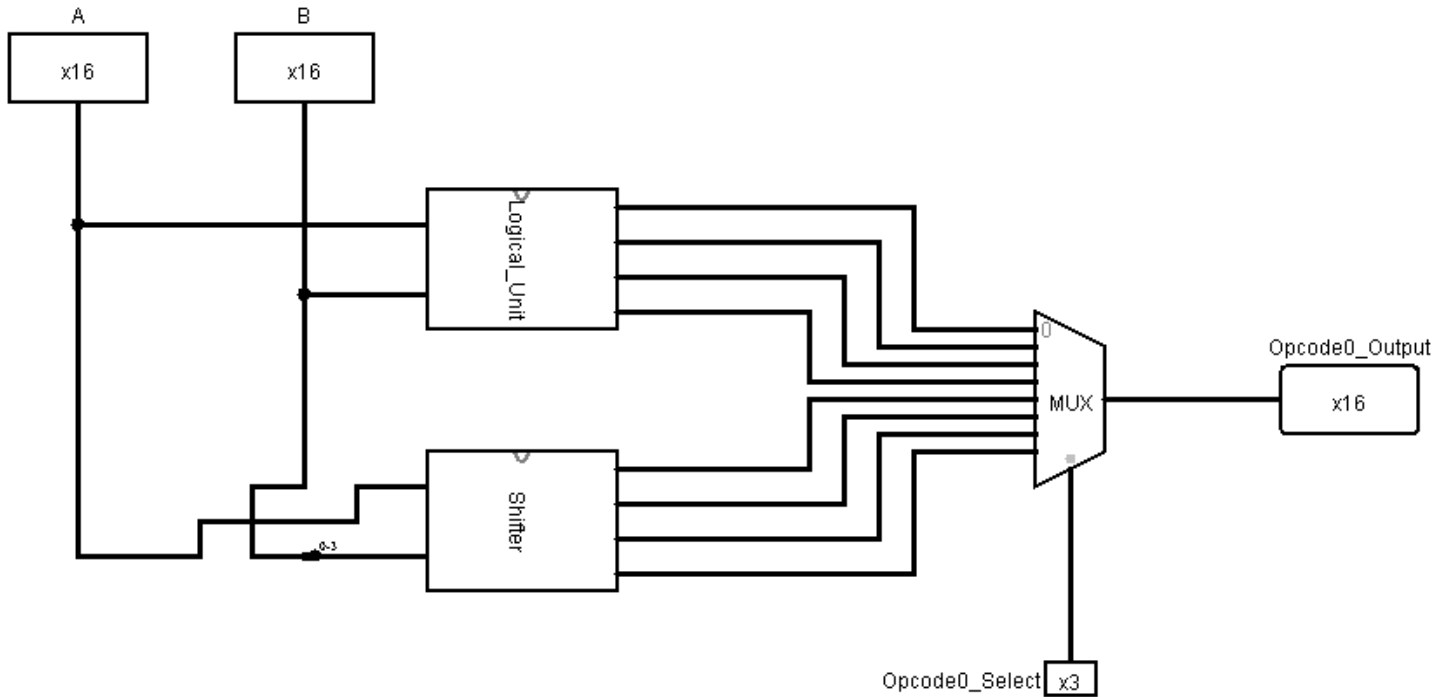 A
B
x16
x16
Logical_Unit
0
MUX
Opcode0_Output
x16
Shifter
0-3
Opcode0_Select
x3